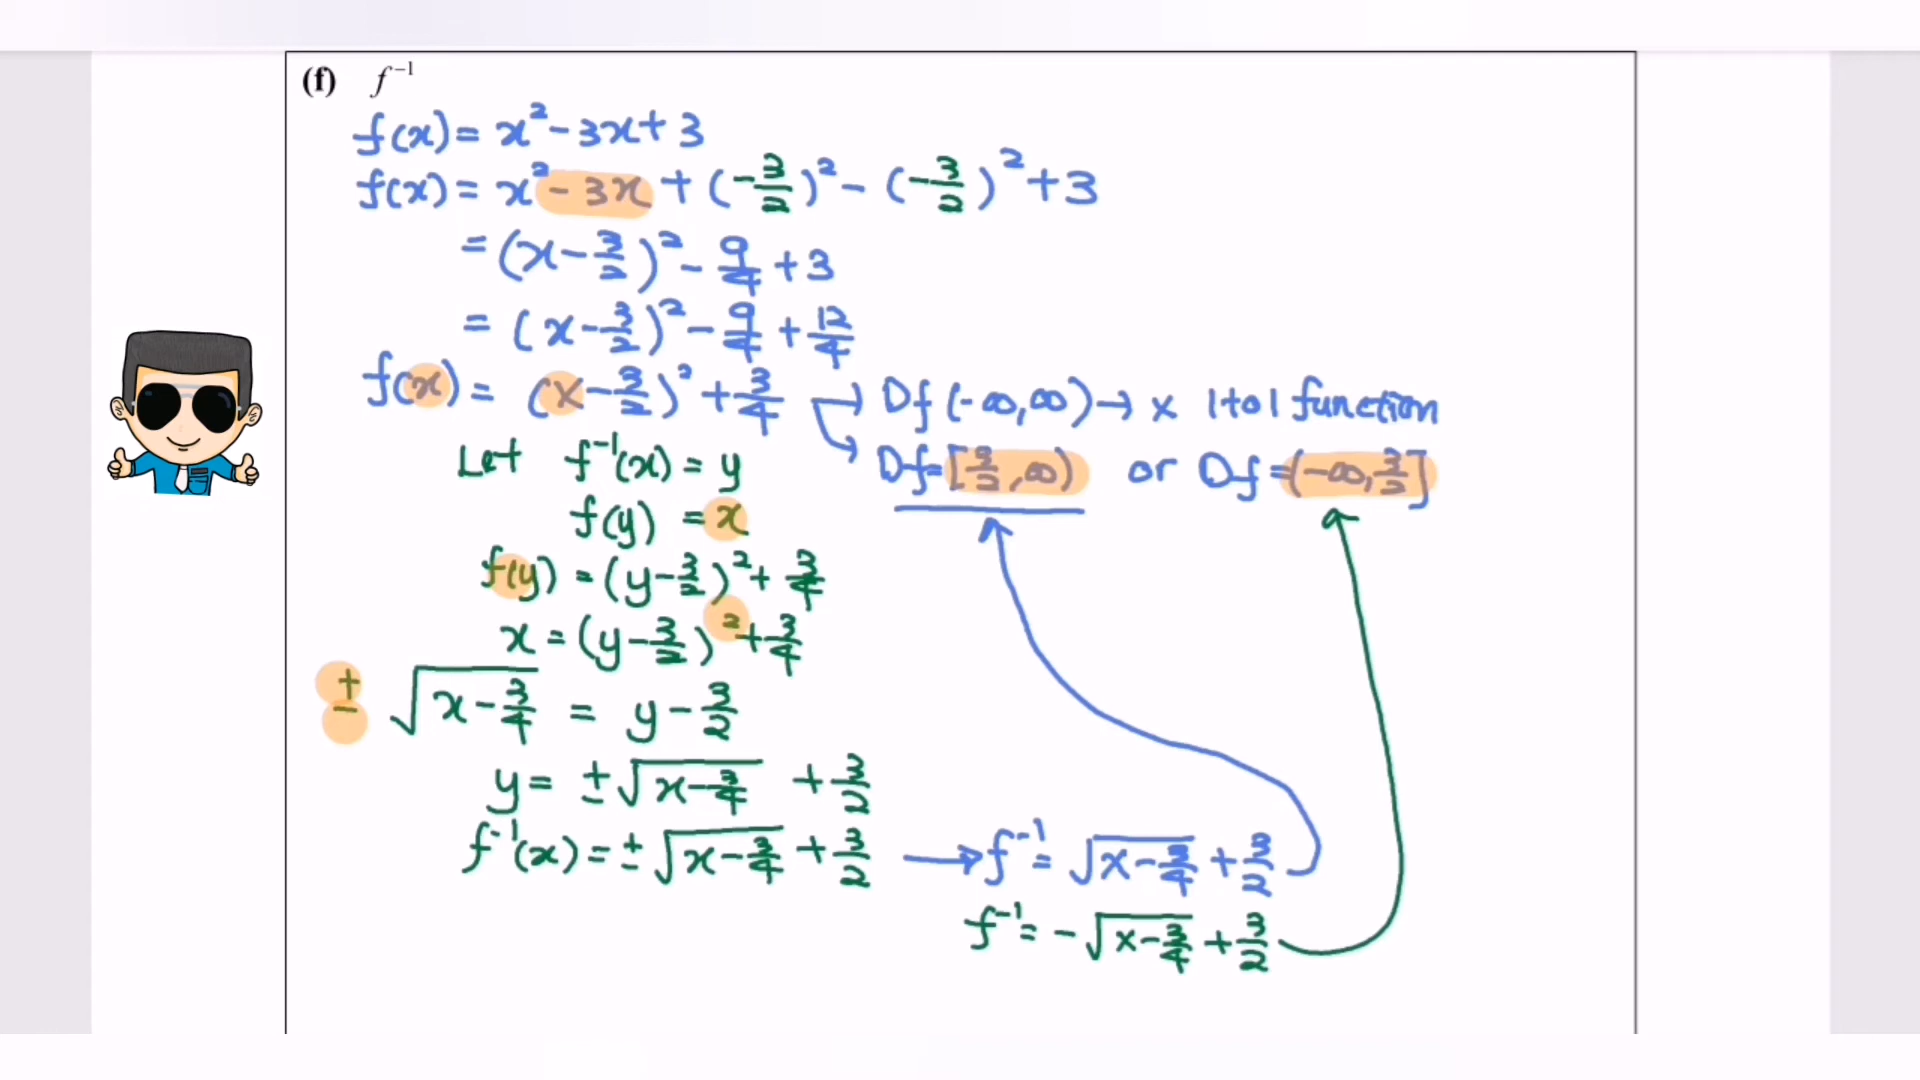 (f) f⁻¹
f(x) = x² - 3x + 3
f(x) = x² - 3x + (-3/2)² - (-3/2)² + 3
= (x - 3/2)² - 9/4 + 3
= (x - 3/2)² - 9/4 + 12/4
f(x) = (x - 3/2)² + 3/4 → Df (-∞, ∞) → x 1 to 1 function
→ Df = [3/2, ∞) or Df = (-∞, 3/2]
Let f⁻¹(x) = y
f(y) = x
f(y) = (y - 3/2)² + 3/4
x = (y - 3/2)² + 3/4
± √(x - 3/4) = y - 3/2
y = ± √(x - 3/4) + 3/2
f⁻¹(x) = ± √(x - 3/4) + 3/2 → f⁻¹ = √(x - 3/4) + 3/2
f⁻¹ = - √(x - 3/4) + 3/2